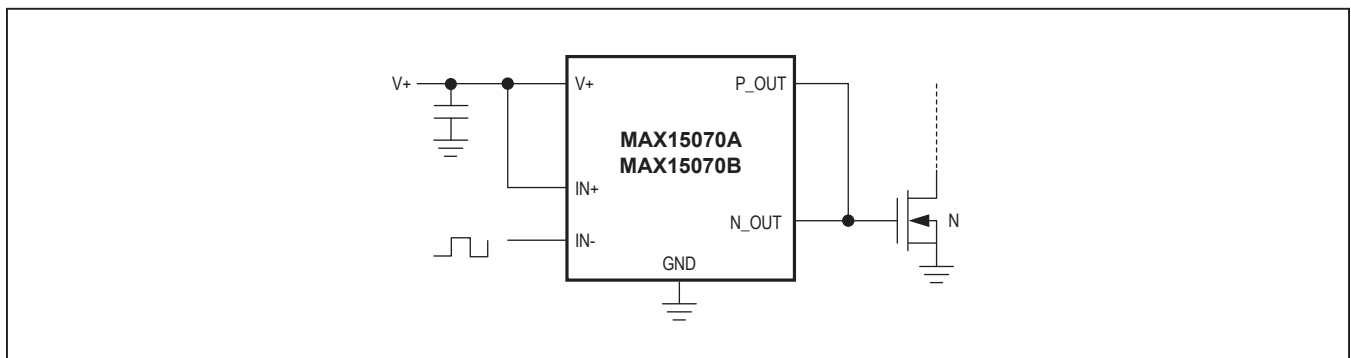 V+
V+
P_OUT
MAX15070A
MAX15070B
IN+
N_OUT
N
IN-
GND